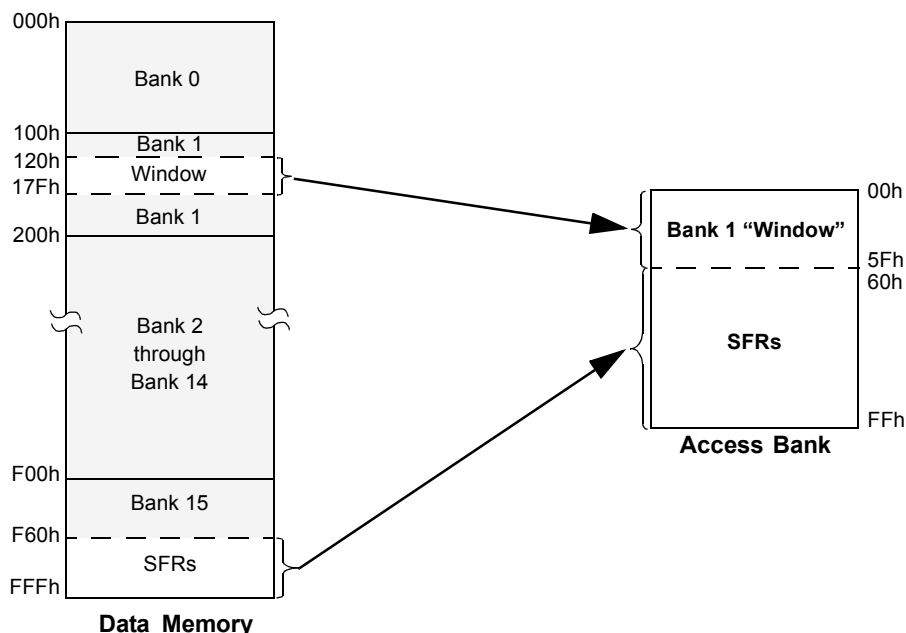 000h
Bank 0
100h
Bank 1
120h
Window
17Fh
Bank 1
200h
Bank 2
through
Bank 14
F00h
Bank 15
F60h
SFRs
FFFh
Data Memory
00h
Bank 1 “Window”
5Fh
60h
SFRs
FFh
Access Bank